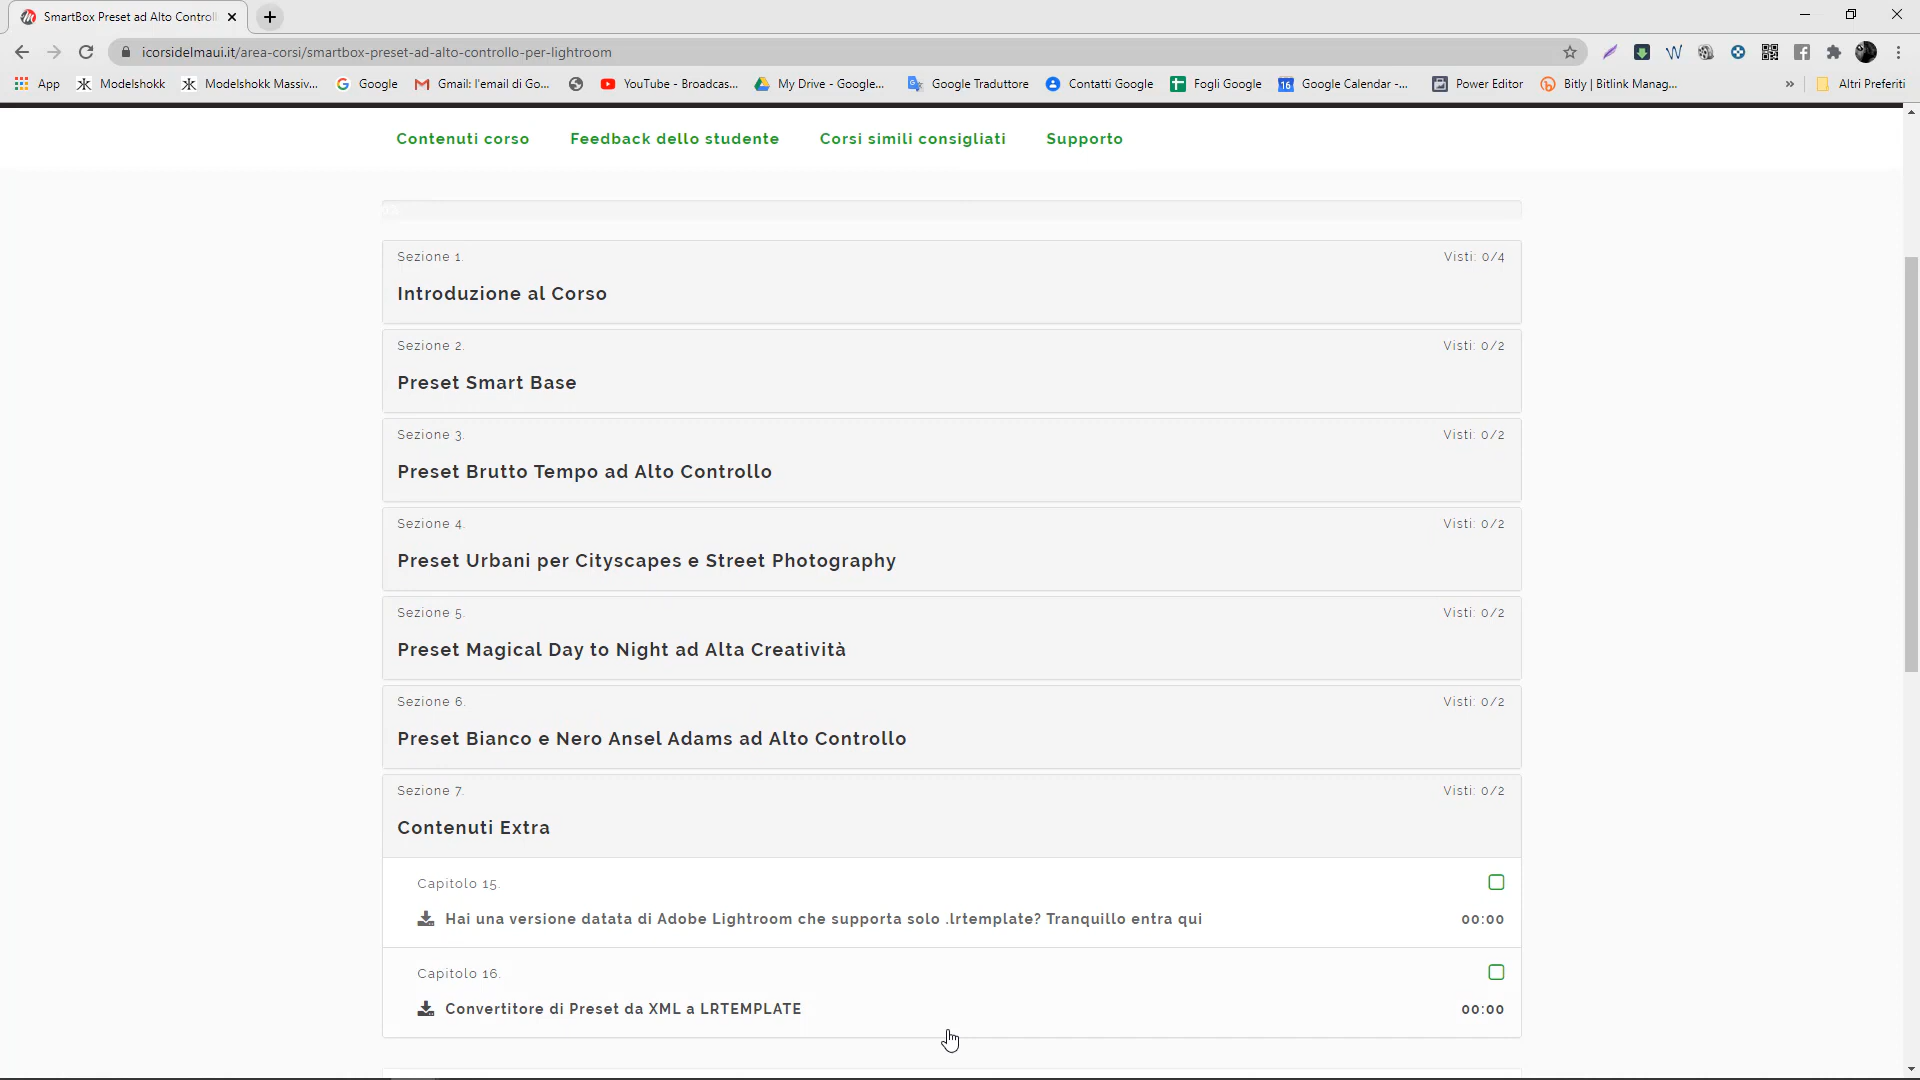 SmartBox Preset ad Alto Control
icorsidelmaui.it/area-corsi/smartbox-preset-ad-alto-controllo-per-lightroom
App
Modelshokk
Modelshokk Massiv...
Google
Gmail: l'email di Go...
YouTube - Broadcas...
My Drive - Google...
Google Traduttore
Contatti Google
Fogli Google
16
Google Calendar -...
Power Editor
Bitly | Bitlink Manag...
»
Altri Preferiti
Contenuti corso
Feedback dello studente
Corsi simili consigliati
Supporto
Sezione 1.
Visti: 0/4
Introduzione al Corso
Sezione 2.
Visti: 0/2
Preset Smart Base
Sezione 3.
Visti: 0/2
Preset Brutto Tempo ad Alto Controllo
Sezione 4.
Visti: 0/2
Preset Urbani per Cityscapes e Street Photography
Sezione 5.
Visti: 0/2
Preset Magical Day to Night ad Alta Creatività
Sezione 6.
Visti: 0/2
Preset Bianco e Nero Ansel Adams ad Alto Controllo
Sezione 7.
Visti: 0/2
Contenuti Extra
Capitolo 15.
Hai una versione datata di Adobe Lightroom che supporta solo .lrtemplate? Tranquillo entra qui
00:00
Capitolo 16.
Convertitore di Preset da XML a LRTEMPLATE
00:00